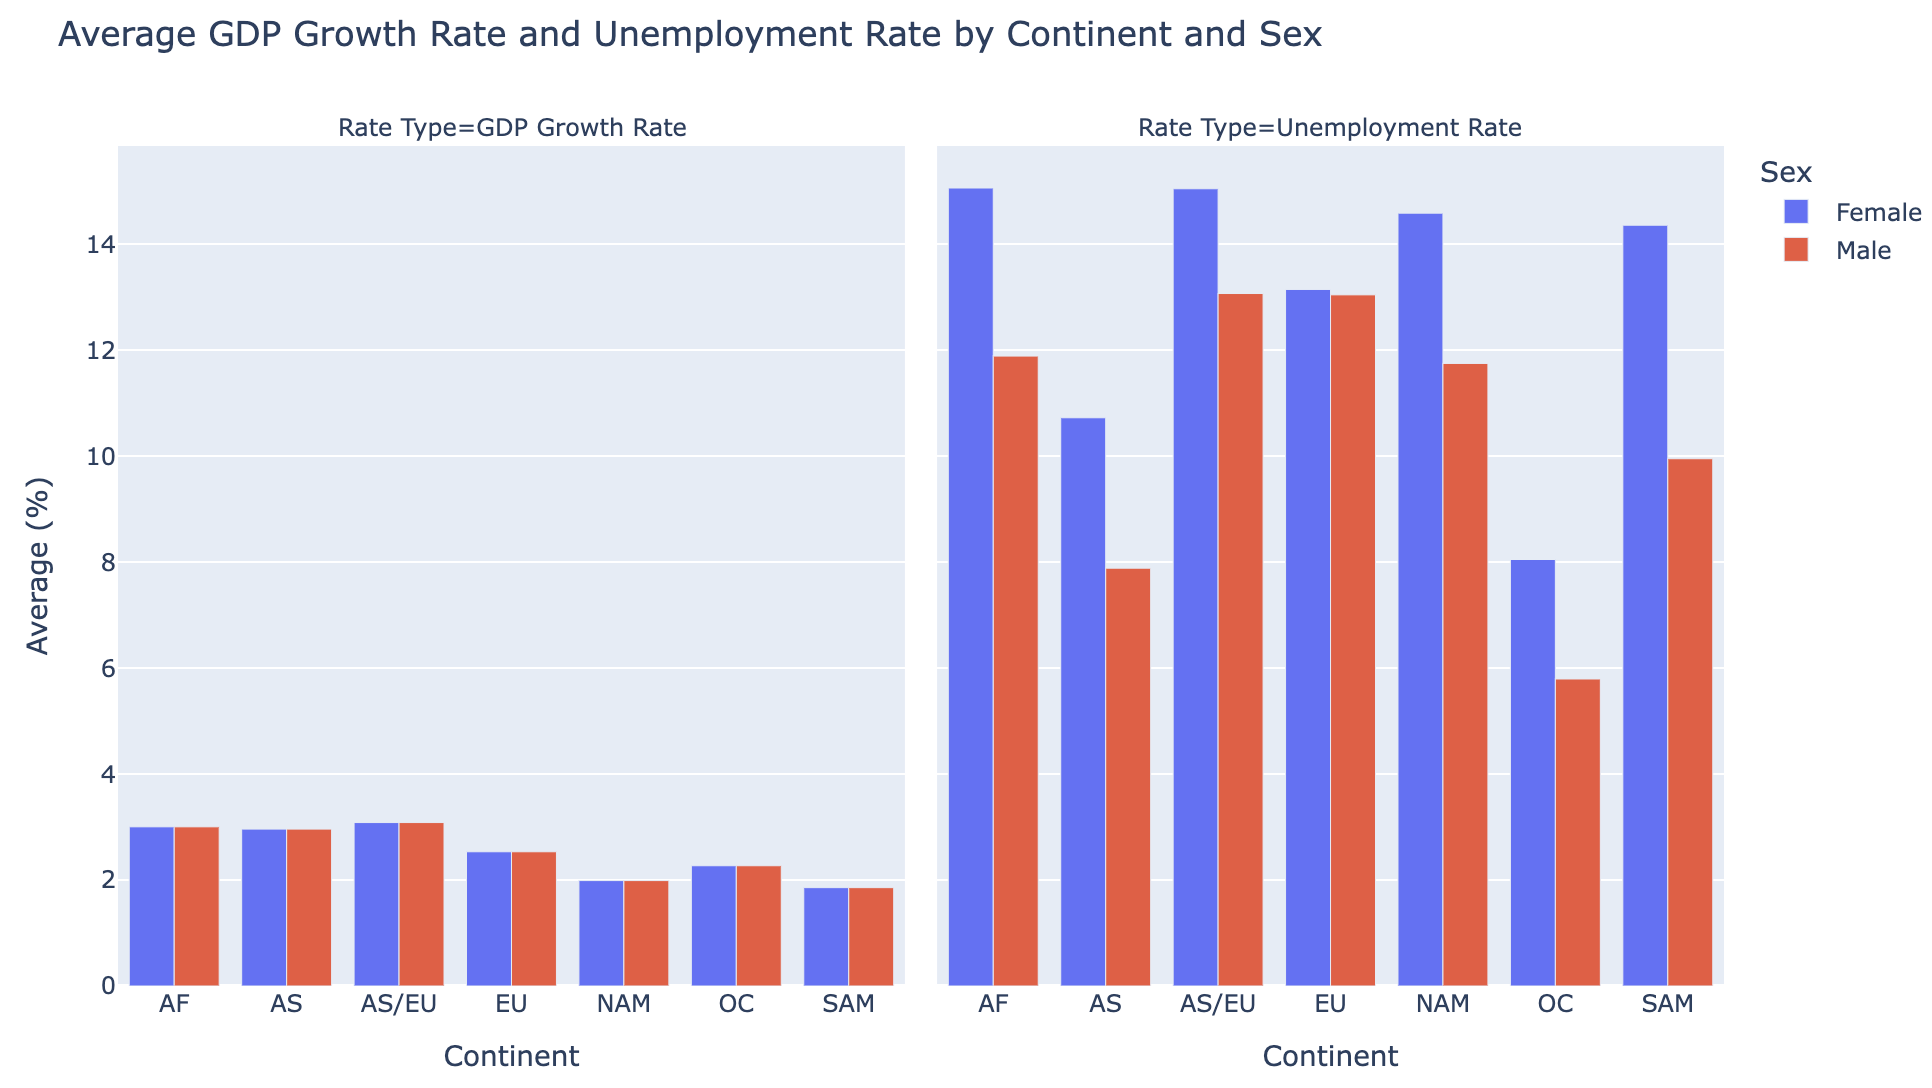 Average GDP Growth Rate and Unemployment Rate by Continent and Sex
Rate Type=GDP Growth Rate
Rate Type=Unemployment Rate
Sex
Female
Male
Average (%)
14
12
10
8
6
4
2
0
AF AS AS/EU EU NAM OC SAM
AF AS AS/EU EU NAM OC SAM
Continent
Continent